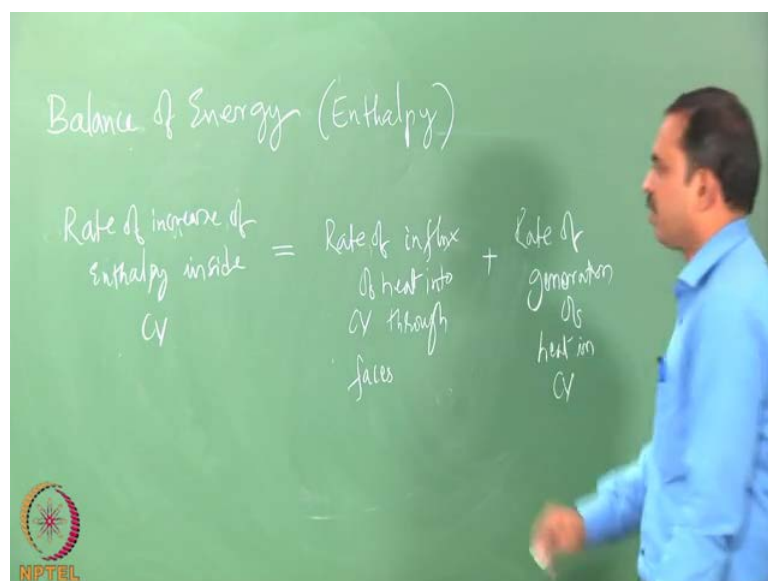 Balance of Energy (Enthalpy)
Rate of increase of
Enthalpy inside
CV
=
Rate of influx
of heat into
CV through
faces
+
Rate of
generation
of
heat in
CV
NPTEL